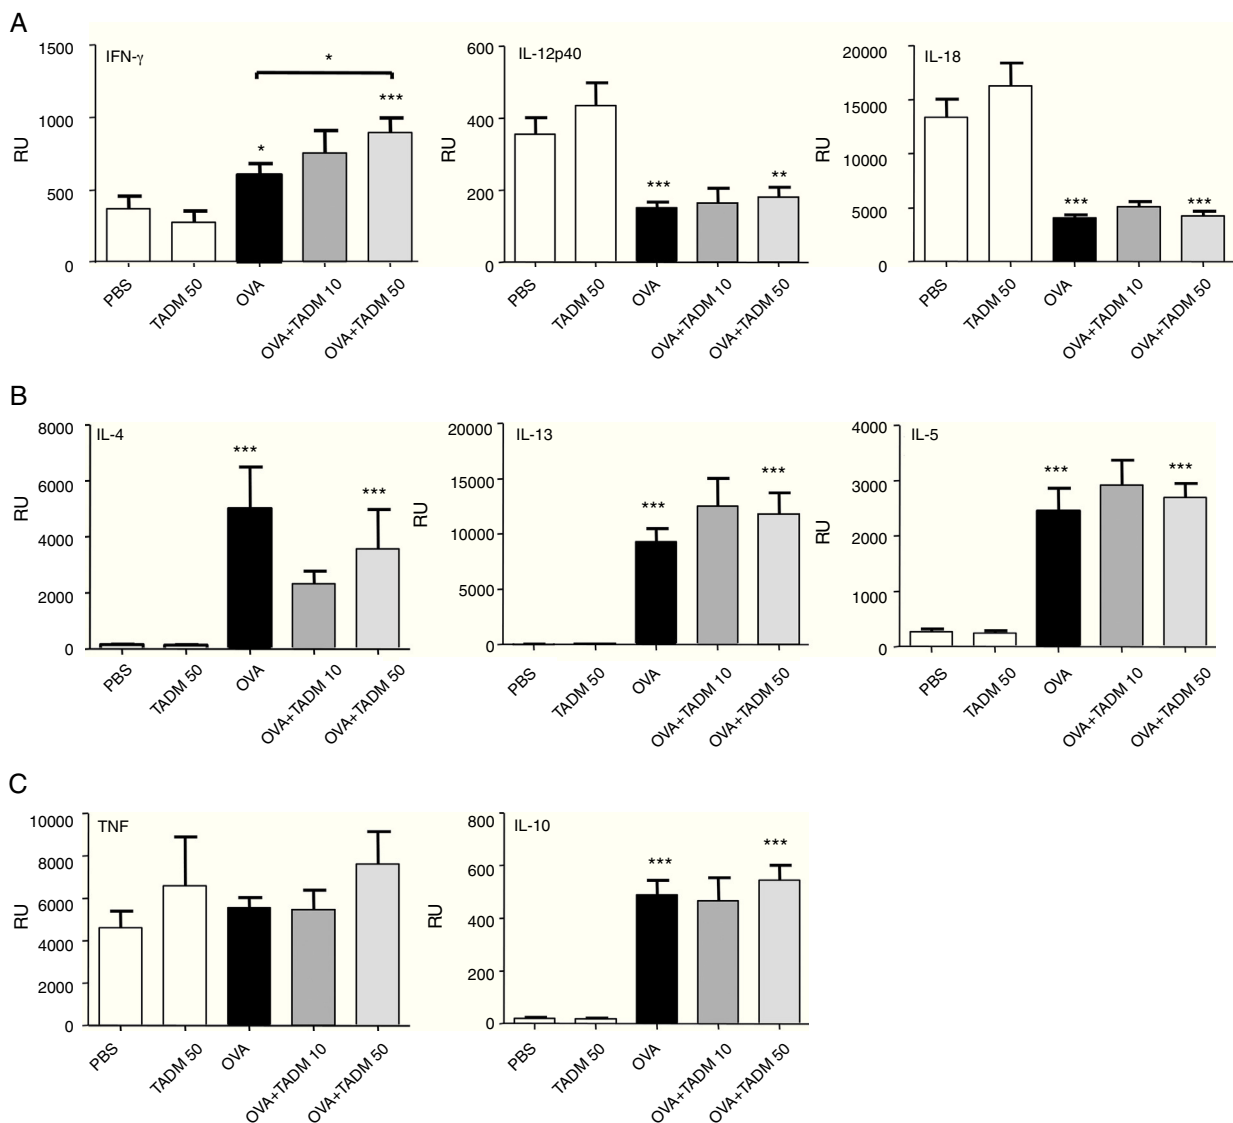 A
IFN-γ
RU
1500
1000
500
0
*
*
***
PBS
TADM 50
OVA
OVA+TADM 10
OVA+TADM 50
IL-12p40
RU
600
400
200
0
***
**
PBS
TADM 50
OVA
OVA+TADM 10
OVA+TADM 50
IL-18
RU
20000
15000
10000
5000
0
***
***
PBS
TADM 50
OVA
OVA+TADM 10
OVA+TADM 50
B
IL-4
RU
8000
6000
4000
2000
0
***
***
PBS
TADM 50
OVA
OVA+TADM 10
OVA+TADM 50
IL-13
RU
20000
15000
10000
5000
0
***
***
PBS
TADM 50
OVA
OVA+TADM 10
OVA+TADM 50
IL-5
RU
4000
3000
2000
1000
0
***
***
PBS
TADM 50
OVA
OVA+TADM 10
OVA+TADM 50
C
TNF
RU
10000
8000
6000
4000
2000
0
PBS
TADM 50
OVA
OVA+TADM 10
OVA+TADM 50
IL-10
RU
800
600
400
200
0
***
***
PBS
TADM 50
OVA
OVA+TADM 10
OVA+TADM 50